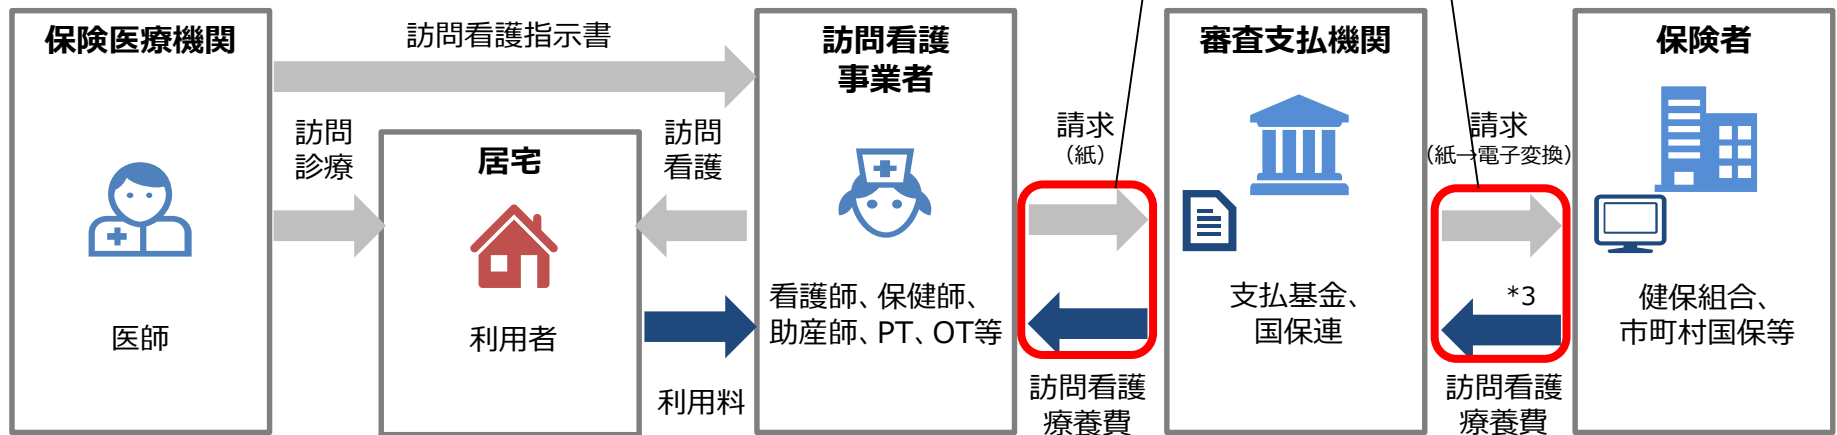 保険医療機関
医師
訪問看護指示書
訪問
診療
居宅
利用者
訪問
看護
利用料
訪問看護
事業者
看護師、保健師、
助産師、PT、OT等
請求
（紙）
訪問看護
療養費
審査支払機関
支払基金、
国保連
請求
（紙→電子変換）
*3
訪問看護
療養費
保険者
健保組合、
市町村国保等